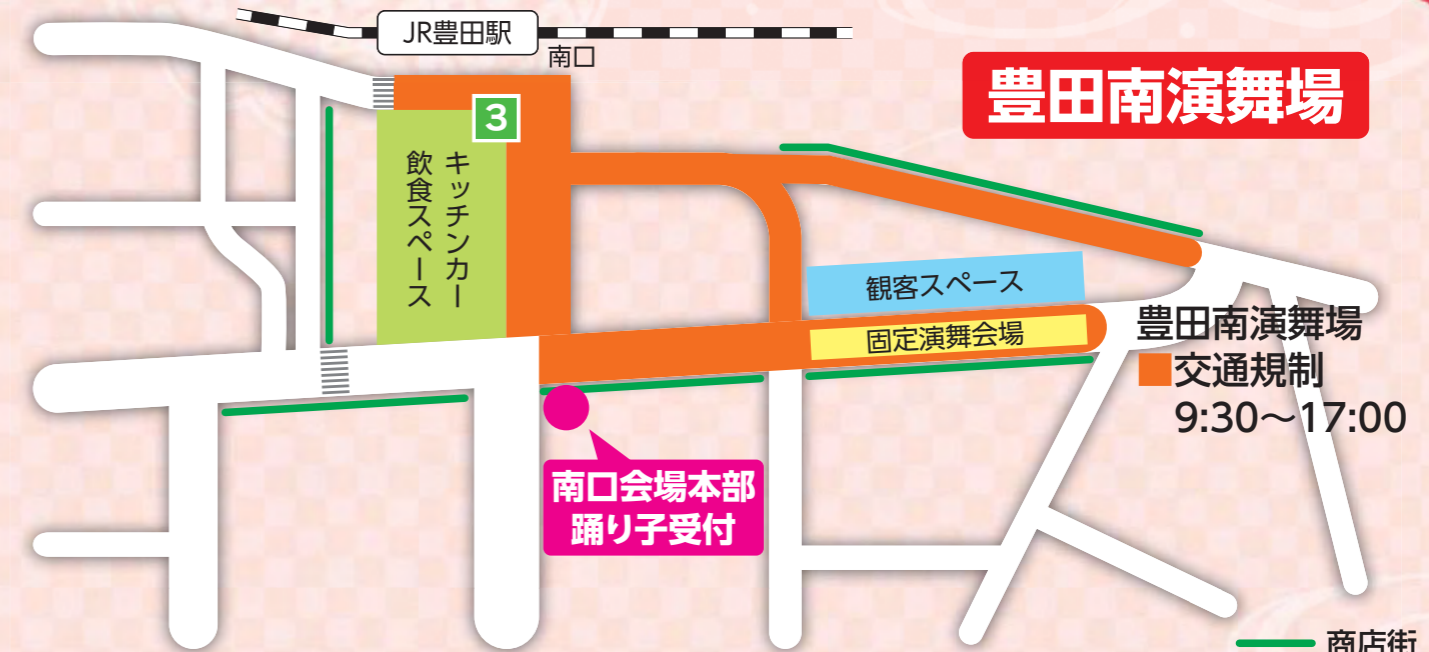 JR豊田駅
南口
豊田南演舞場
3
キッチンカー
飲食スペース
観客スペース
固定演舞会場
豊田南演舞場
■交通規制
9:30～17:00
南口会場本部
踊り子受付
商店街